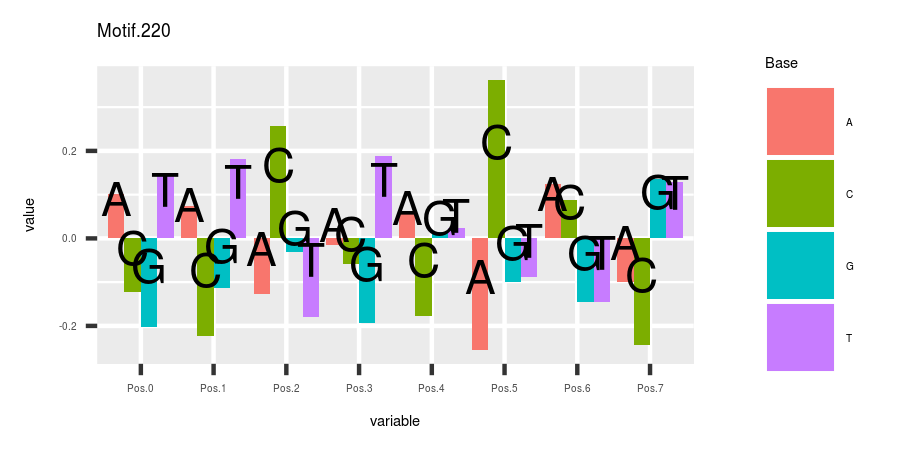 Motif.220
Base
A
C
G
T
value
0.2
0.0
-0.2
A C G T A C G T A C G T A C G T A C G T A C G T A C G T A C G T
Pos.0 Pos.1 Pos.2 Pos.3 Pos.4 Pos.5 Pos.6 Pos.7
variable